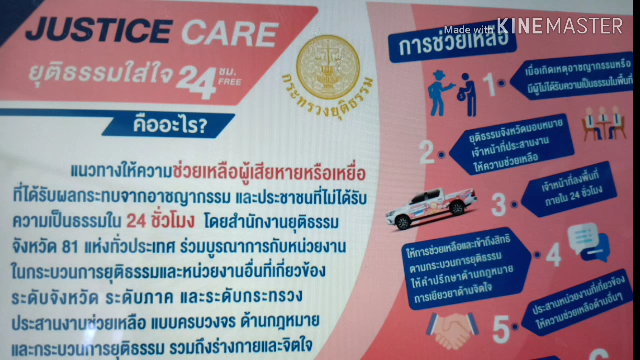 Made with KINEMASTER
JUSTICE CARE
ยุติธรรมใส่ใจ 24 ชม. FREE
กระทรวงยุติธรรม
คืออะไร?
แนวทางให้ความช่วยเหลือผู้เสียหายหรือเหยื่อ
ที่ได้รับผลกระทบจากอาชญากรรม และประชาชนที่ไม่ได้รับ
ความเป็นธรรมใน 24 ชั่วโมง โดยสำนักงานยุติธรรม
จังหวัด 81 แห่งทั่วประเทศ ร่วมบูรณาการกับหน่วยงาน
ในกระบวนการยุติธรรมและหน่วยงานอื่นที่เกี่ยวข้อง
ระดับจังหวัด ระดับภาค และระดับกระทรวง
ประสานงานช่วยเหลือ แบบครบวงจร ด้านกฎหมาย
และกระบวนการยุติธรรม รวมถึงร่างกายและจิตใจ
การช่วยเหลือ
1
เมื่อเกิดเหตุอาชญากรรมหรือ
มีผู้ไม่ได้รับความเป็นธรรมในพื้นที่
2
ยุติธรรมจังหวัดมอบหมาย
เจ้าหน้าที่ประสานงาน
ให้ความช่วยเหลือ
3
เจ้าหน้าที่ลงพื้นที่
ภายใน 24 ชั่วโมง
4
ให้การช่วยเหลือและเข้าถึงสิทธิ
ตามกระบวนการยุติธรรม
ให้คำปรึกษาด้านกฎหมาย
การเยียวยาด้านจิตใจ
5
ประสานหน่วยงานที่เกี่ยวข้อง
ให้ความช่วยเหลือด้านอื่นๆ